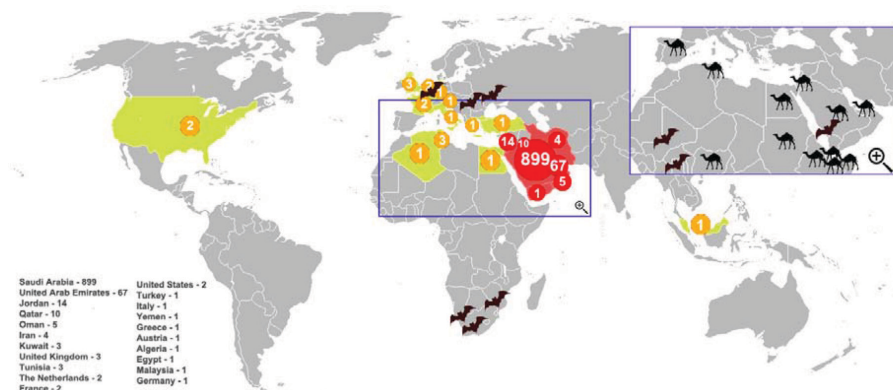 2
3
2
1
2
1
1
1
1
1
3
1
14
10
4
899
67
5
1
1
Saudi Arabia - 899
United Arab Emirates - 67
Jordan - 14
Qatar - 10
Oman - 5
Iran - 4
Kuwait - 3
United Kingdom - 3
Tunisia - 3
The Netherlands - 2
France - 2
United States - 2
Turkey - 1
Italy - 1
Yemen - 1
Greece - 1
Austria - 1
Algeria - 1
Egypt - 1
Malaysia - 1
Germany - 1